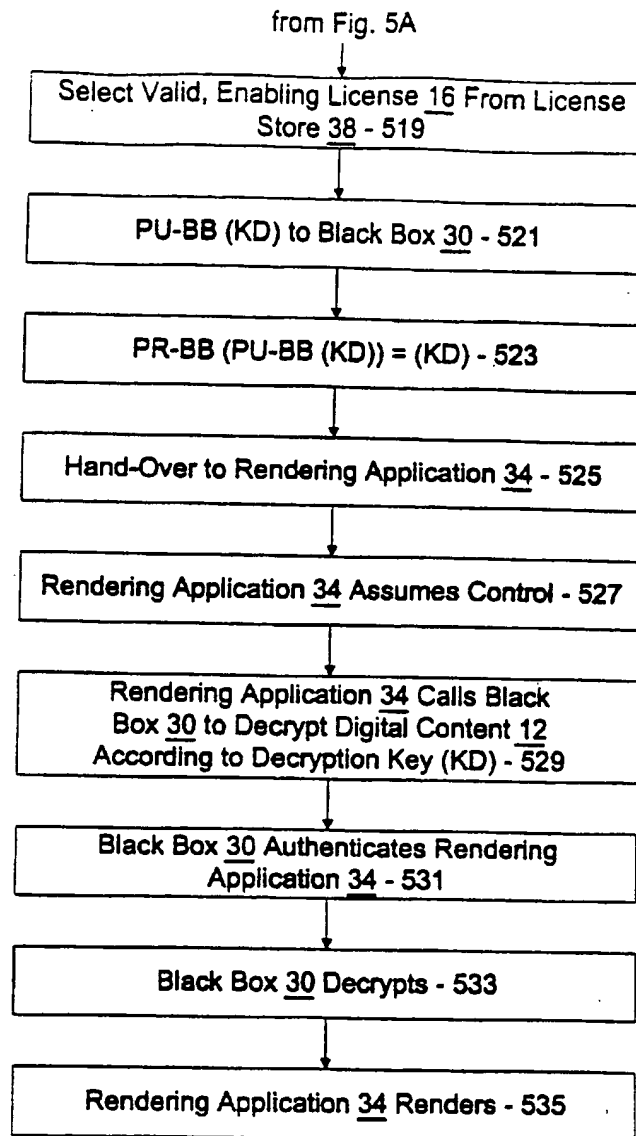 from Fig. 5A
Select Valid, Enabling License 16 From License
Store 38 - 519
PU-BB (KD) to Black Box 30 - 521
PR-BB (PU-BB (KD)) = (KD) - 523
Hand-Over to Rendering Application 34 - 525
Rendering Application 34 Assumes Control - 527
Rendering Application 34 Calls Black
Box 30 to Decrypt Digital Content 12
According to Decryption Key (KD) - 529
Black Box 30 Authenticates Rendering
Application 34 - 531
Black Box 30 Decrypts - 533
Rendering Application 34 Renders - 535